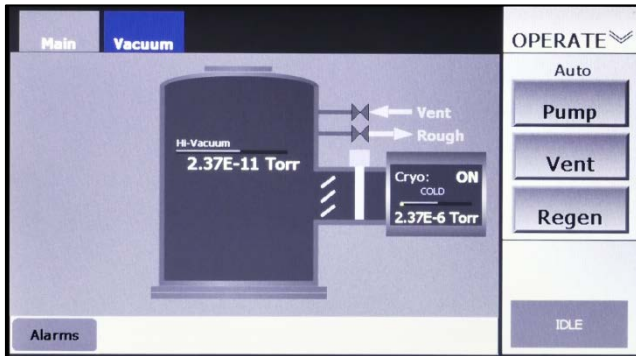 Main
Vacuum
OPERATE
Auto
Pump
Vent
Regen
IDLE
Vent
Rough
Hi-Vacuum
2.37E-11 Torr
Cryo: ON
COLD
2.37E-6 Torr
Alarms